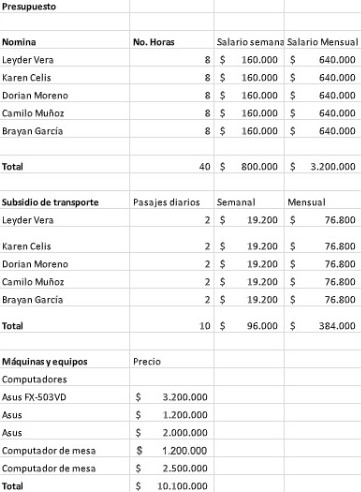 Presupuesto
Nomina No. Horas Salario semana Salario Mensual
Leyder Vera 8 $ 160.000 $ 640.000
Karen Celis 8 $ 160.000 $ 640.000
Dorian Moreno 8 $ 160.000 $ 640.000
Camilo Muñoz 8 $ 160.000 $ 640.000
Brayan García 8 $ 160.000 $ 640.000
Total 40 $ 800.000 $ 3.200.000
Subsidio de transporte Pasajes diarios Semanal Mensual
Leyder Vera 2 $ 19.200 $ 76.800
Karen Celis 2 $ 19.200 $ 76.800
Dorian Moreno 2 $ 19.200 $ 76.800
Camilo Muñoz 2 $ 19.200 $ 76.800
Brayan García 2 $ 19.200 $ 76.800
Total 10 $ 96.000 $ 384.000
Máquinas y equipos Precio
Computadores
Asus FX-503VD $ 3.200.000
Asus $ 1.200.000
Asus $ 2.000.000
Computador de mesa $ 1.200.000
Computador de mesa $ 2.500.000
Total $ 10.100.000